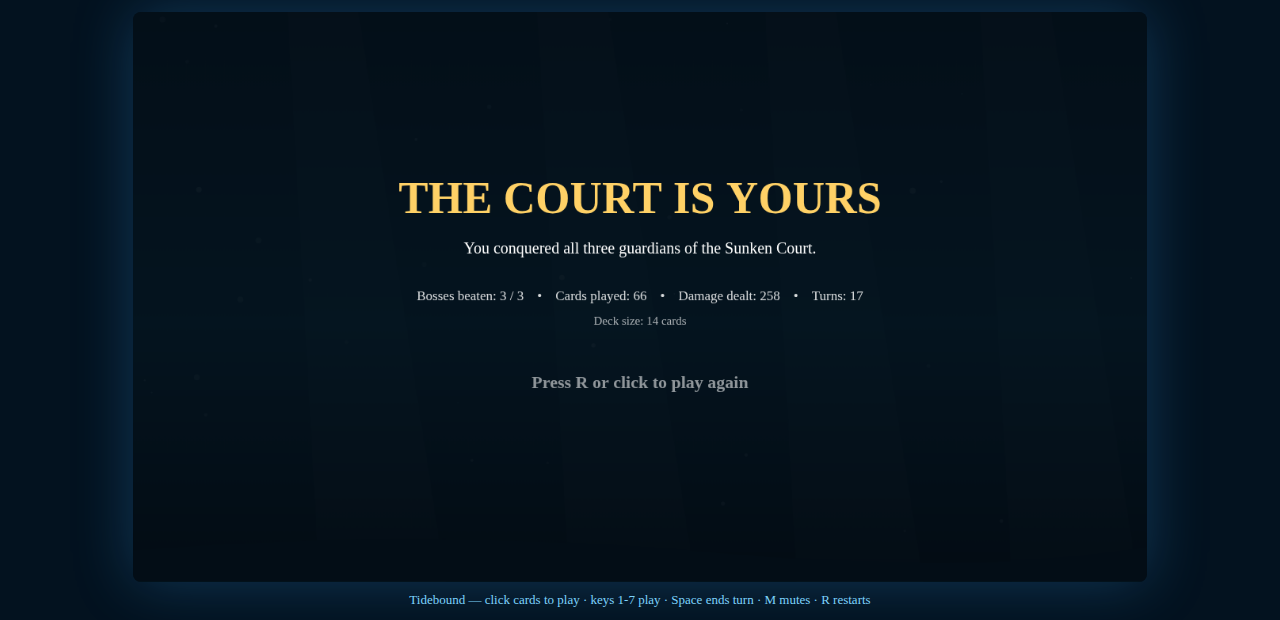 THE COURT IS YOURS
You conquered all three guardians of the Sunken Court.
Bosses beaten: 3 / 3 • Cards played: 66 • Damage dealt: 258 • Turns: 17
Deck size: 14 cards
Press R or click to play again
Tidebound — click cards to play · keys 1-7 play · Space ends turn · M mutes · R restarts